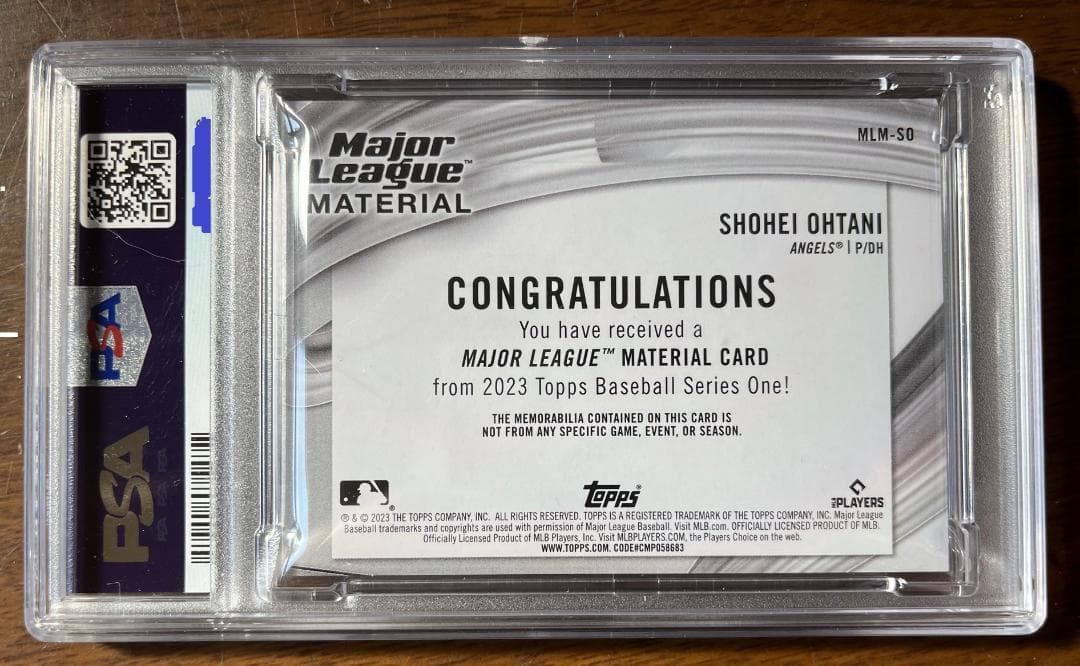 PSA
PSA
PSA PSA PSA
Major
League™
MATERIAL
MLM-SO
SHOHEI OHTANI
ANGELS® | P/DH
CONGRATULATIONS
You have received a
MAJOR LEAGUE™ MATERIAL CARD
from 2023 Topps Baseball Series One!
THE MEMORABILIA CONTAINED ON THIS CARD IS
NOT FROM ANY SPECIFIC GAME, EVENT, OR SEASON.
®
topps®
MLB PLAYERS
® & © 2023 THE TOPPS COMPANY, INC. ALL RIGHTS RESERVED. TOPPS IS A REGISTERED TRADEMARK OF THE TOPPS COMPANY, INC. Major League
Baseball trademarks and copyrights are used with permission of Major League Baseball. Visit MLB.com. OFFICIALLY LICENSED PRODUCT OF MLB.
Officially Licensed Product of MLB Players, Inc. Visit MLBPLAYERS.COM, the Players Choice on the web.
WWW.TOPPS.COM. CODE#CMP058683